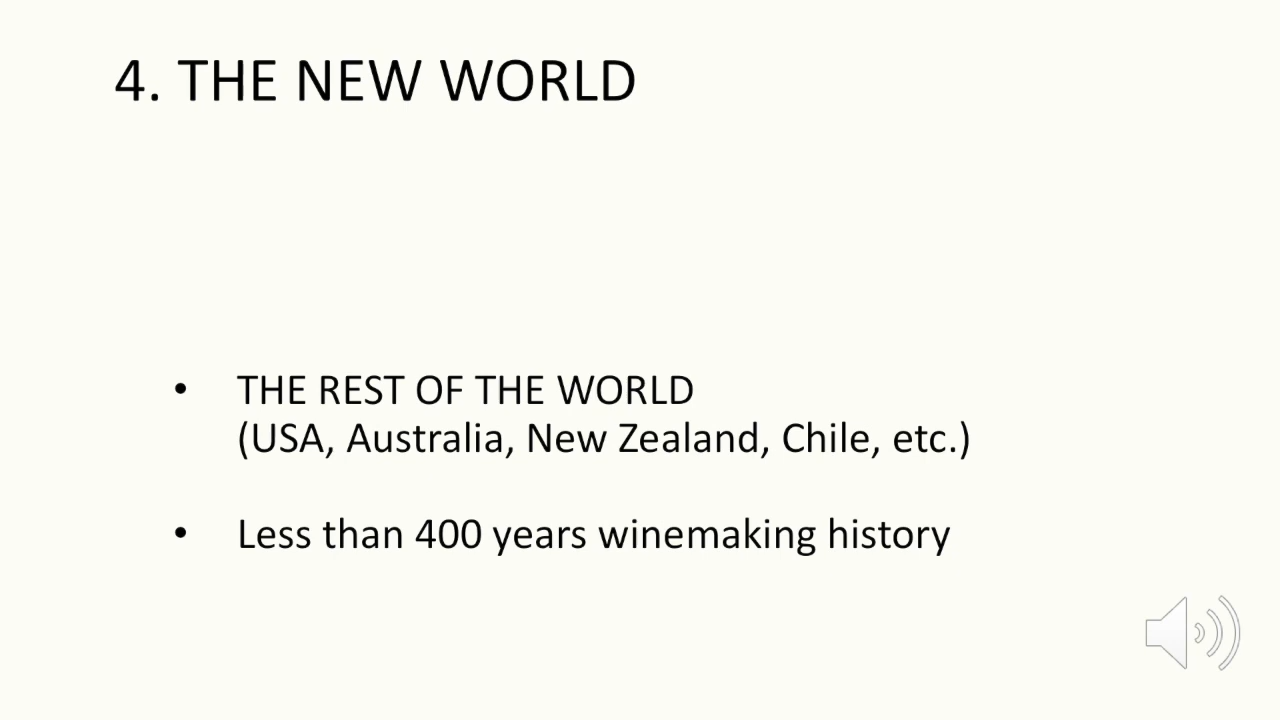 4. THE NEW WORLD
• THE REST OF THE WORLD
(USA, Australia, New Zealand, Chile, etc.)
• Less than 400 years winemaking history